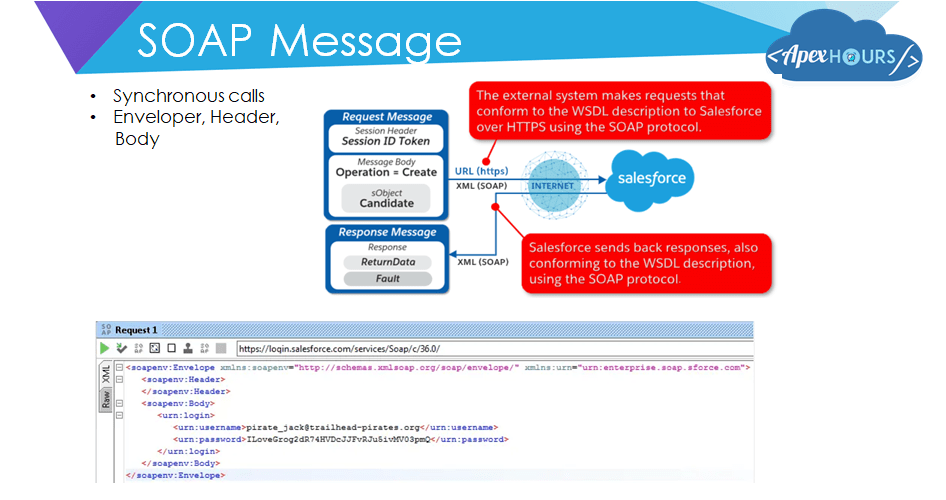 SOAP Message
<ApexHOURS/>
• Synchronous calls
• Enveloper, Header,
Body
The external system makes requests that
conform to the WSDL description to Salesforce
over HTTPS using the SOAP protocol.
Request Message
Session Header
Session ID Token
Message Body
Operation = Create
sObject
Candidate
URL (https)
XML (SOAP)
INTERNET
salesforce
Response Message
Response
ReturnData
Fault
XML (SOAP)
Salesforce sends back responses, also
conforming to the WSDL description,
using the SOAP protocol.
SOAP
Request 1
https://login.salesforce.com/services/Soap/c/36.0/
XML
Raw
<soapenv:Envelope xmlns:soapenv="http://schemas.xmlsoap.org/soap/envelope/" xmlns:urn="urn:enterprise.soap.sforce.com">
<soapenv:Header>
</soapenv:Header>
<soapenv:Body>
<urn:login>
<urn:username>pirate_jack@trailhead-pirates.org</urn:username>
<urn:password>ILoveGrog2dR74HVDcJJFvRJu5ivMV03pmQ</urn:password>
</urn:login>
</soapenv:Body>
</soapenv:Envelope>